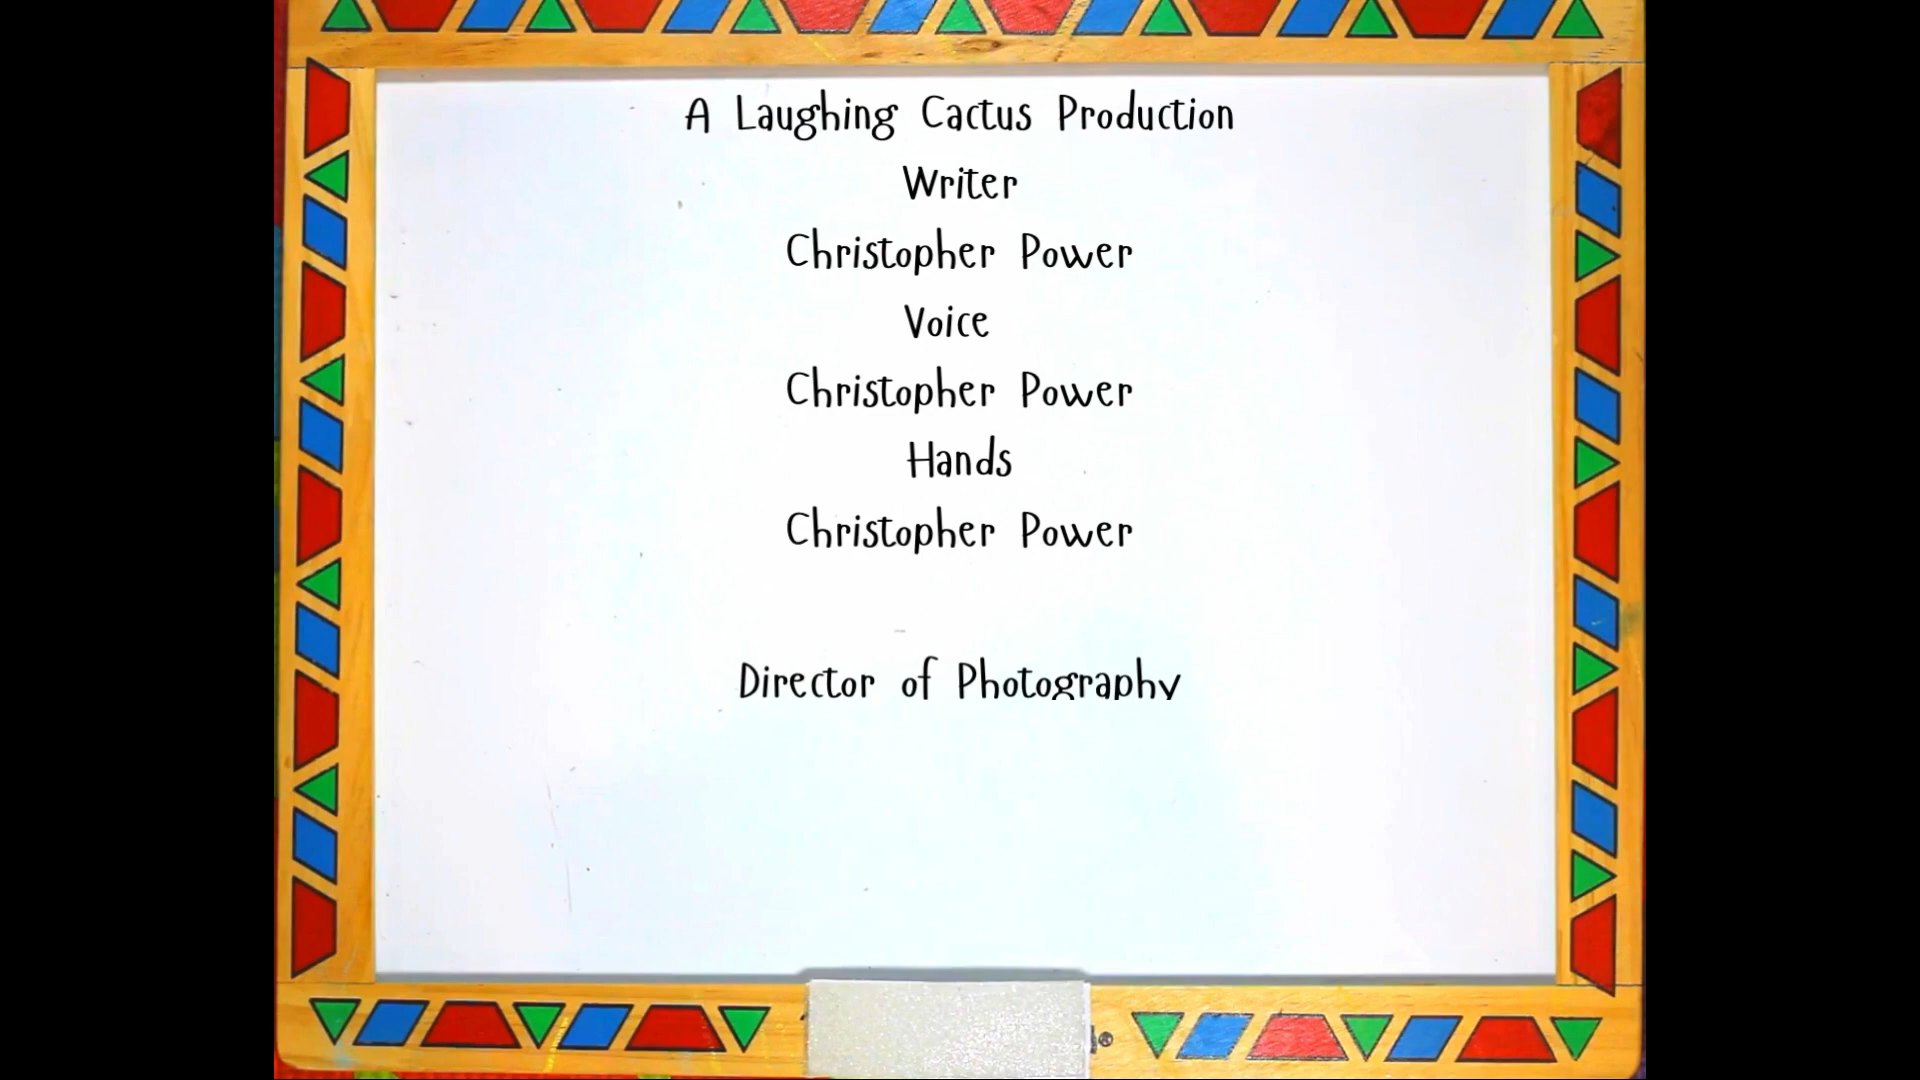 A Laughing Cactus Production
Writer
Christopher Power
Voice
Christopher Power
Hands
Christopher Power
Director of Photography